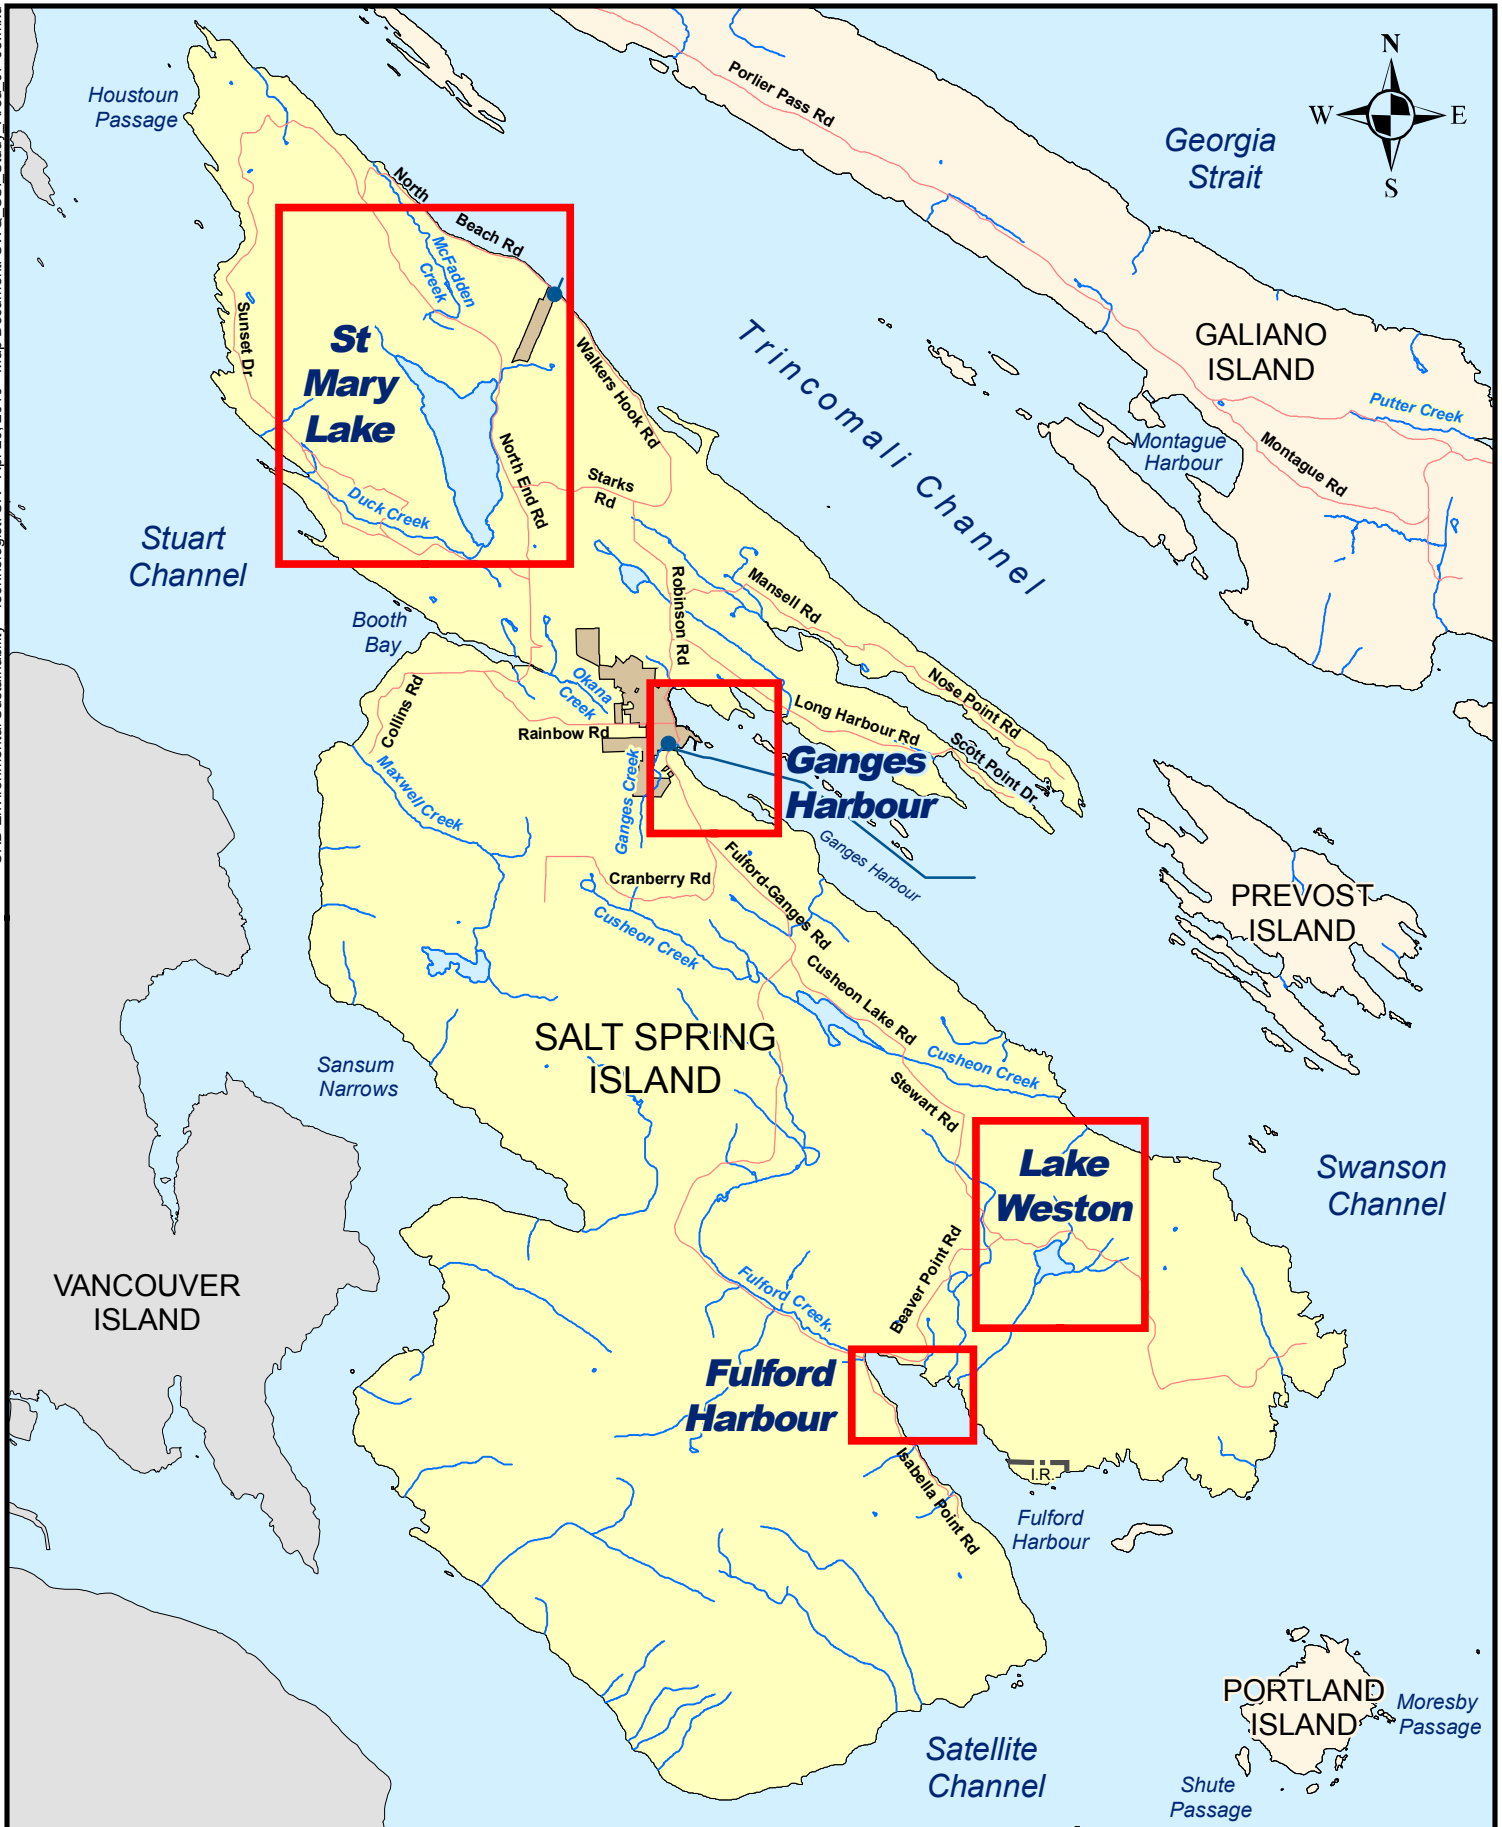 N
W E
S
Houstoun
Passage
Porlier Pass Rd
Georgia
Strait
North
Beach Rd
McFadden
Creek
Sunset Dr
St
Mary
Lake
Walkers Hook Rd
Trincomali Channel
GALIANO
ISLAND
Putter Creek
Montague
Harbour
Montague Rd
North End Rd
Starks
Rd
Duck Creek
Stuart
Channel
Booth
Bay
Robinson Rd
Mansell Rd
Nose Point Rd
Okana
Creek
Collins Rd
Rainbow Rd
Long Harbour Rd
Scott Point Dr
Ganges
Harbour
Ganges Harbour
Maxwell Creek
Ganges Creek
Cranberry Rd
Fulford-Ganges Rd
Cusheon Creek
PREVOST
ISLAND
Cusheon Lake Rd
SALT SPRING
ISLAND
Sansum
Narrows
Cusheon Creek
Stewart Rd
Lake
Weston
Swanson
Channel
Beaver Point Rd
VANCOUVER
ISLAND
Fulford Creek,
Fulford
Harbour
Isabella Point Rd
I.R.
Fulford
Harbour
PORTLAND
ISLAND
Moresby
Passage
Satellite
Channel
Shute
Passage